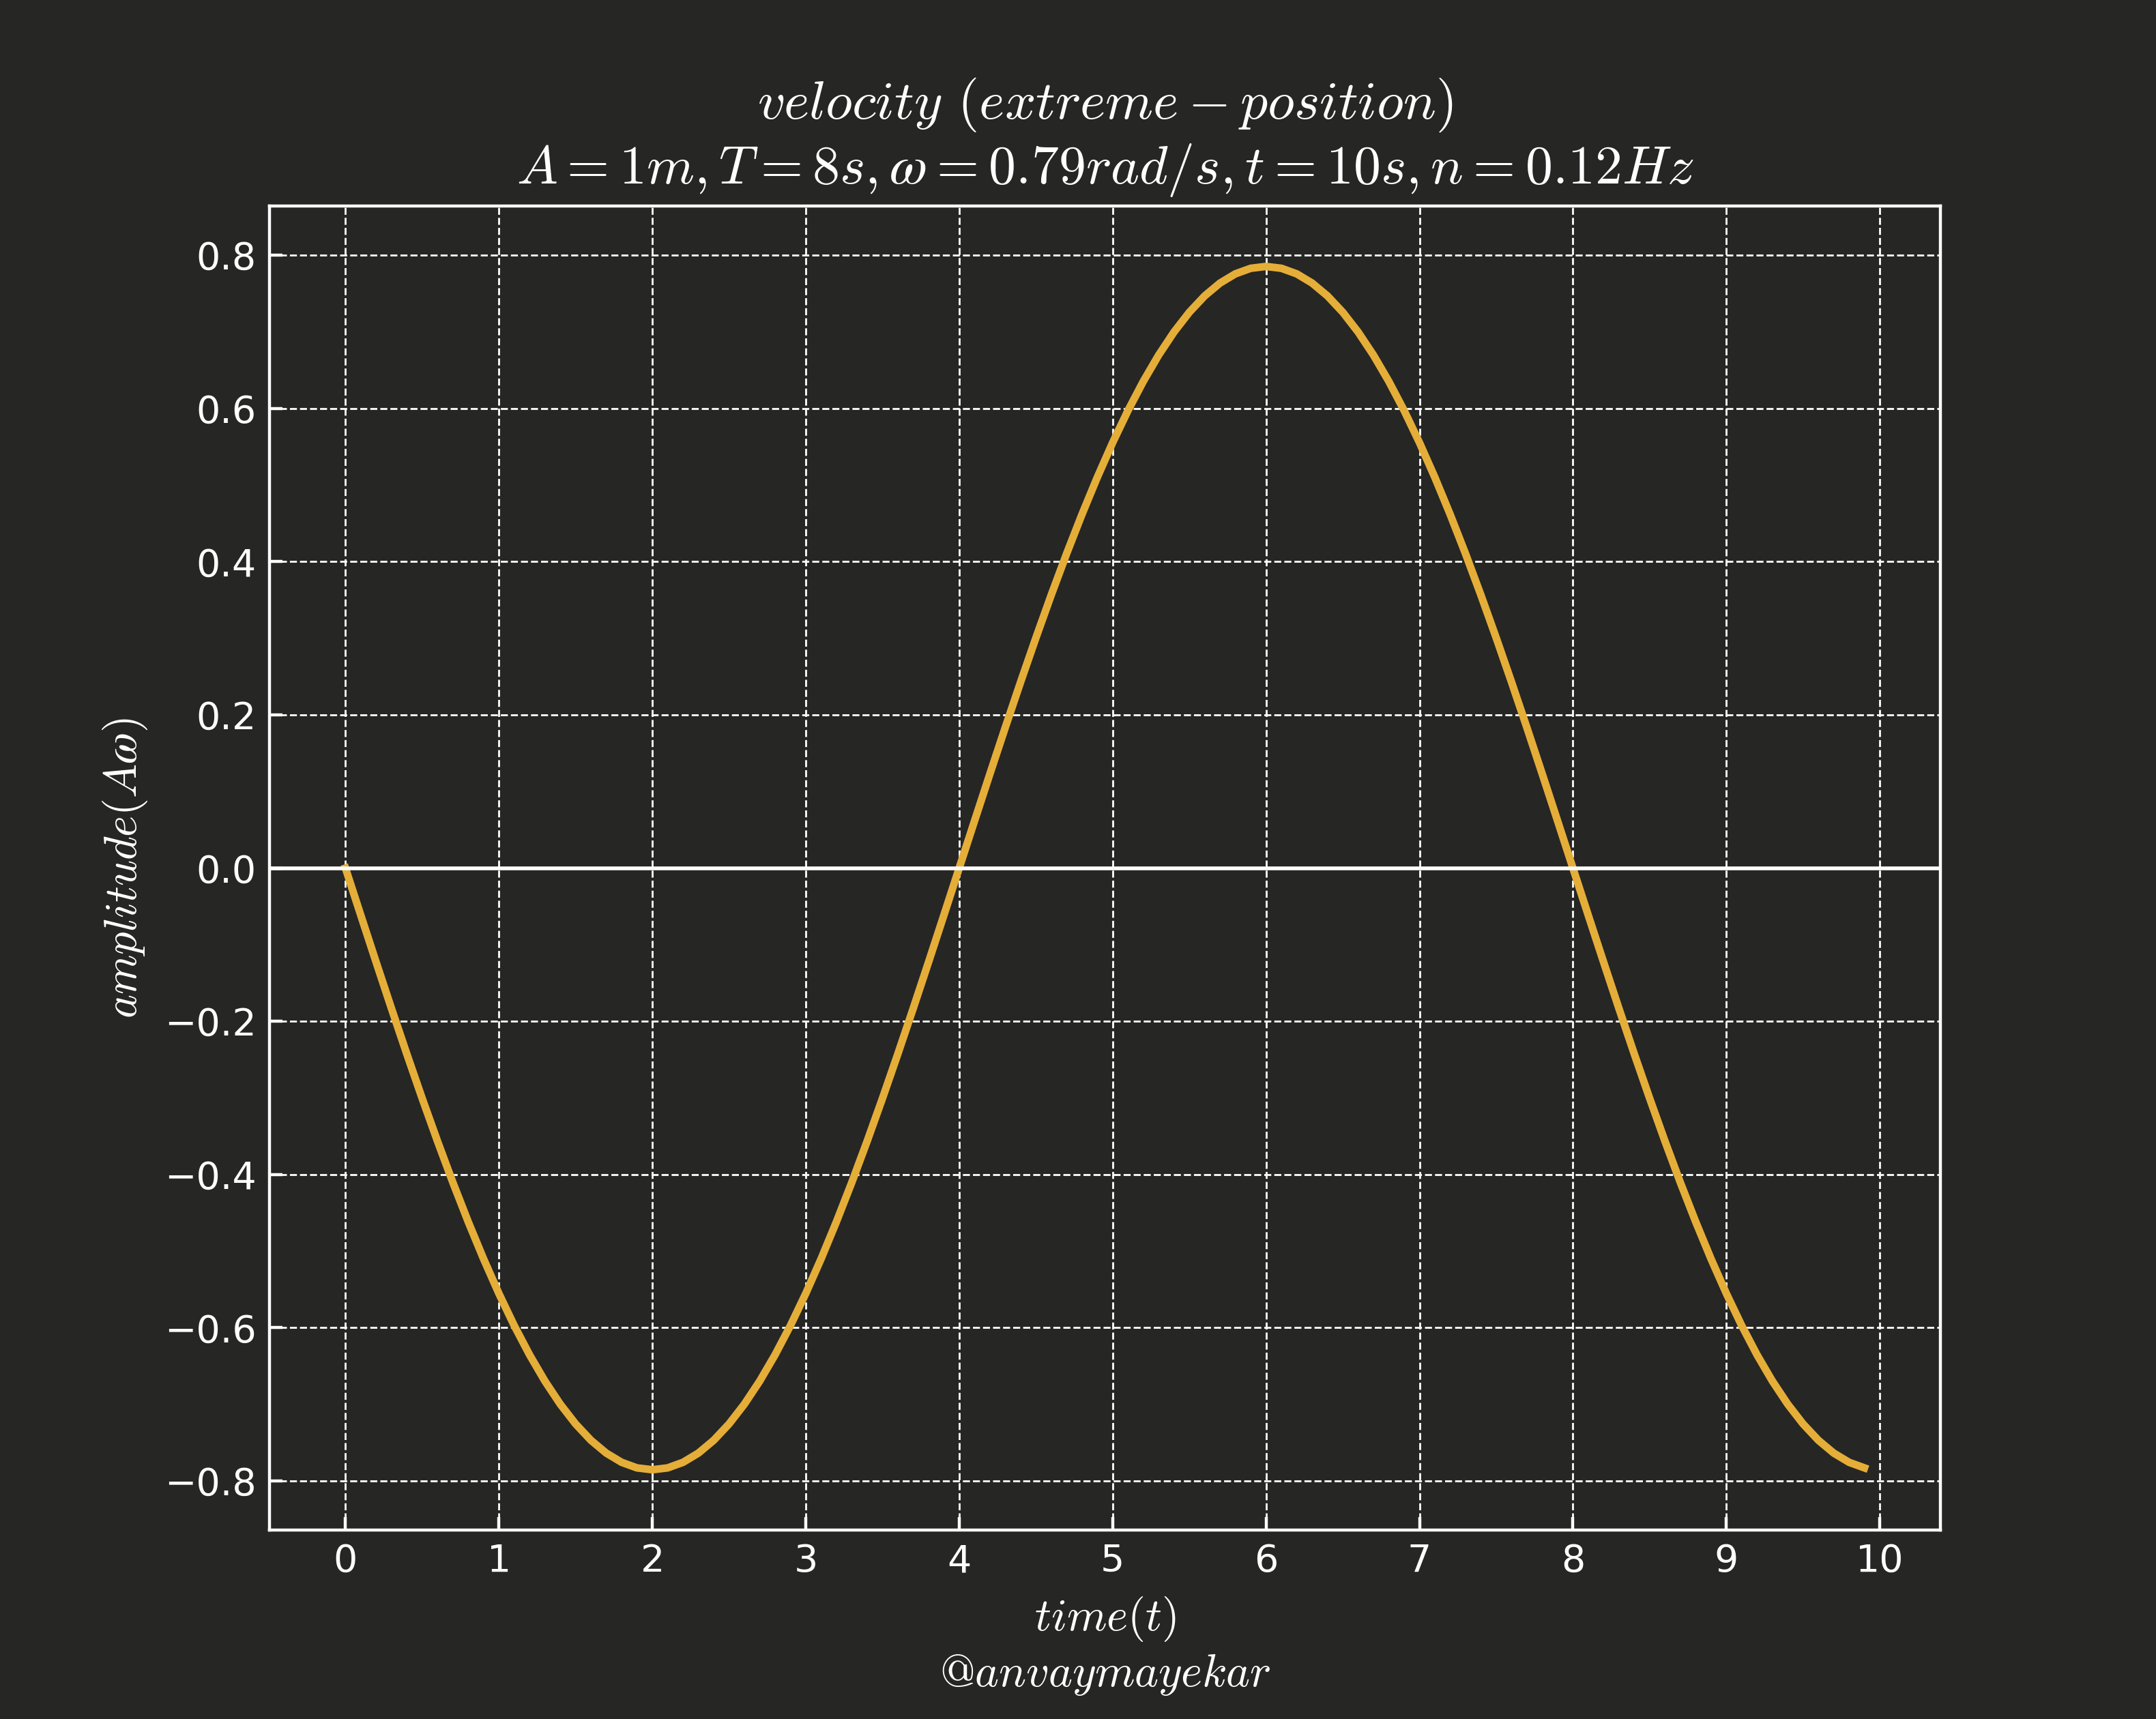 velocity (extreme − position)
A = 1m, T = 8s, ω = 0.79rad/s, t = 10s, n = 0.12Hz
amplitude(Aω)
0.8
0.6
0.4
0.2
0.0
−0.2
−0.4
−0.6
−0.8
0 1 2 3 4 5 6 7 8 9 10
time(t)
@anvaymayekar